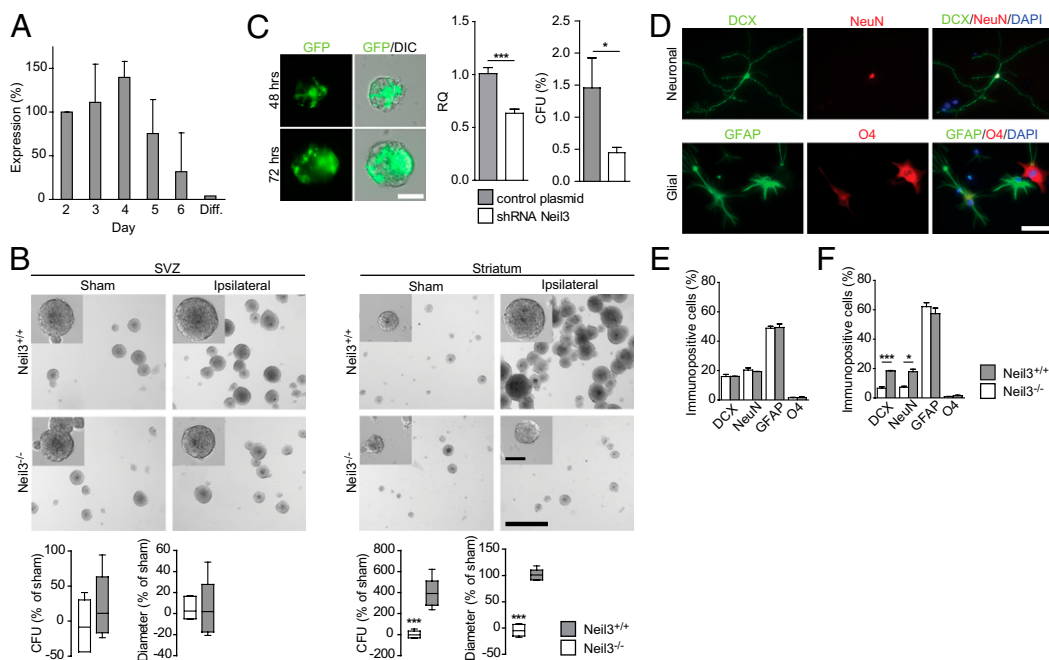 A
Expression (%)
150
100
50
0
2 3 4 5 6 Diff.
Day
C
GFP GFP/DIC
48 hrs
72 hrs
RQ
1.0
0.5
0.0
***
CFU (%)
2.0
1.5
1.0
0.5
0
*
control plasmid
shRNA Neil3
D
DCX NeuN DCX/NeuN/DAPI
Neuronal
GFAP O4 GFAP/O4/DAPI
Glial
B
SVZ Striatum
Sham Ipsilateral Sham Ipsilateral
Neil3+/+ Neil3+/+
Neil3-/- Neil3-/-
CFU (% of sham)
100
50
0
-50
Diameter (% of sham)
60
40
20
0
-20
-40
CFU (% of sham)
800
600
400
200
0
-200
***
Diameter (% of sham)
150
100
50
0
-50
***
Neil3+/+
Neil3-/-
E
Immunopositive cells (%)
80
60
40
20
0
DCX NeuN GFAP O4
F
Immunopositive cells (%)
80
60
40
20
0
*** *
DCX NeuN GFAP O4
Neil3+/+
Neil3-/-